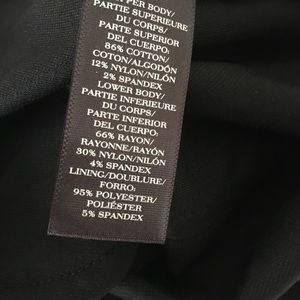 PER BODY/
PARTIE SUPERIEURE
DU CORPS/
PARTE SUPERIOR
DEL CUERPO:
86% COTTON/
COTON/ALGODÓN
12% NYLON/NILÓN
2% SPANDEX
LOWER BODY/
PARTIE INFERIEURE
DU CORPS/
PARTE INFERIOR
DEL CUERPO:
66% RAYON/
RAYONNE/RAYÓN
30% NYLON/NILÓN
4% SPANDEX
LINING/DOUBLURE/
FORRO:
95% POLYESTER/
POLIÉSTER
5% SPANDEX